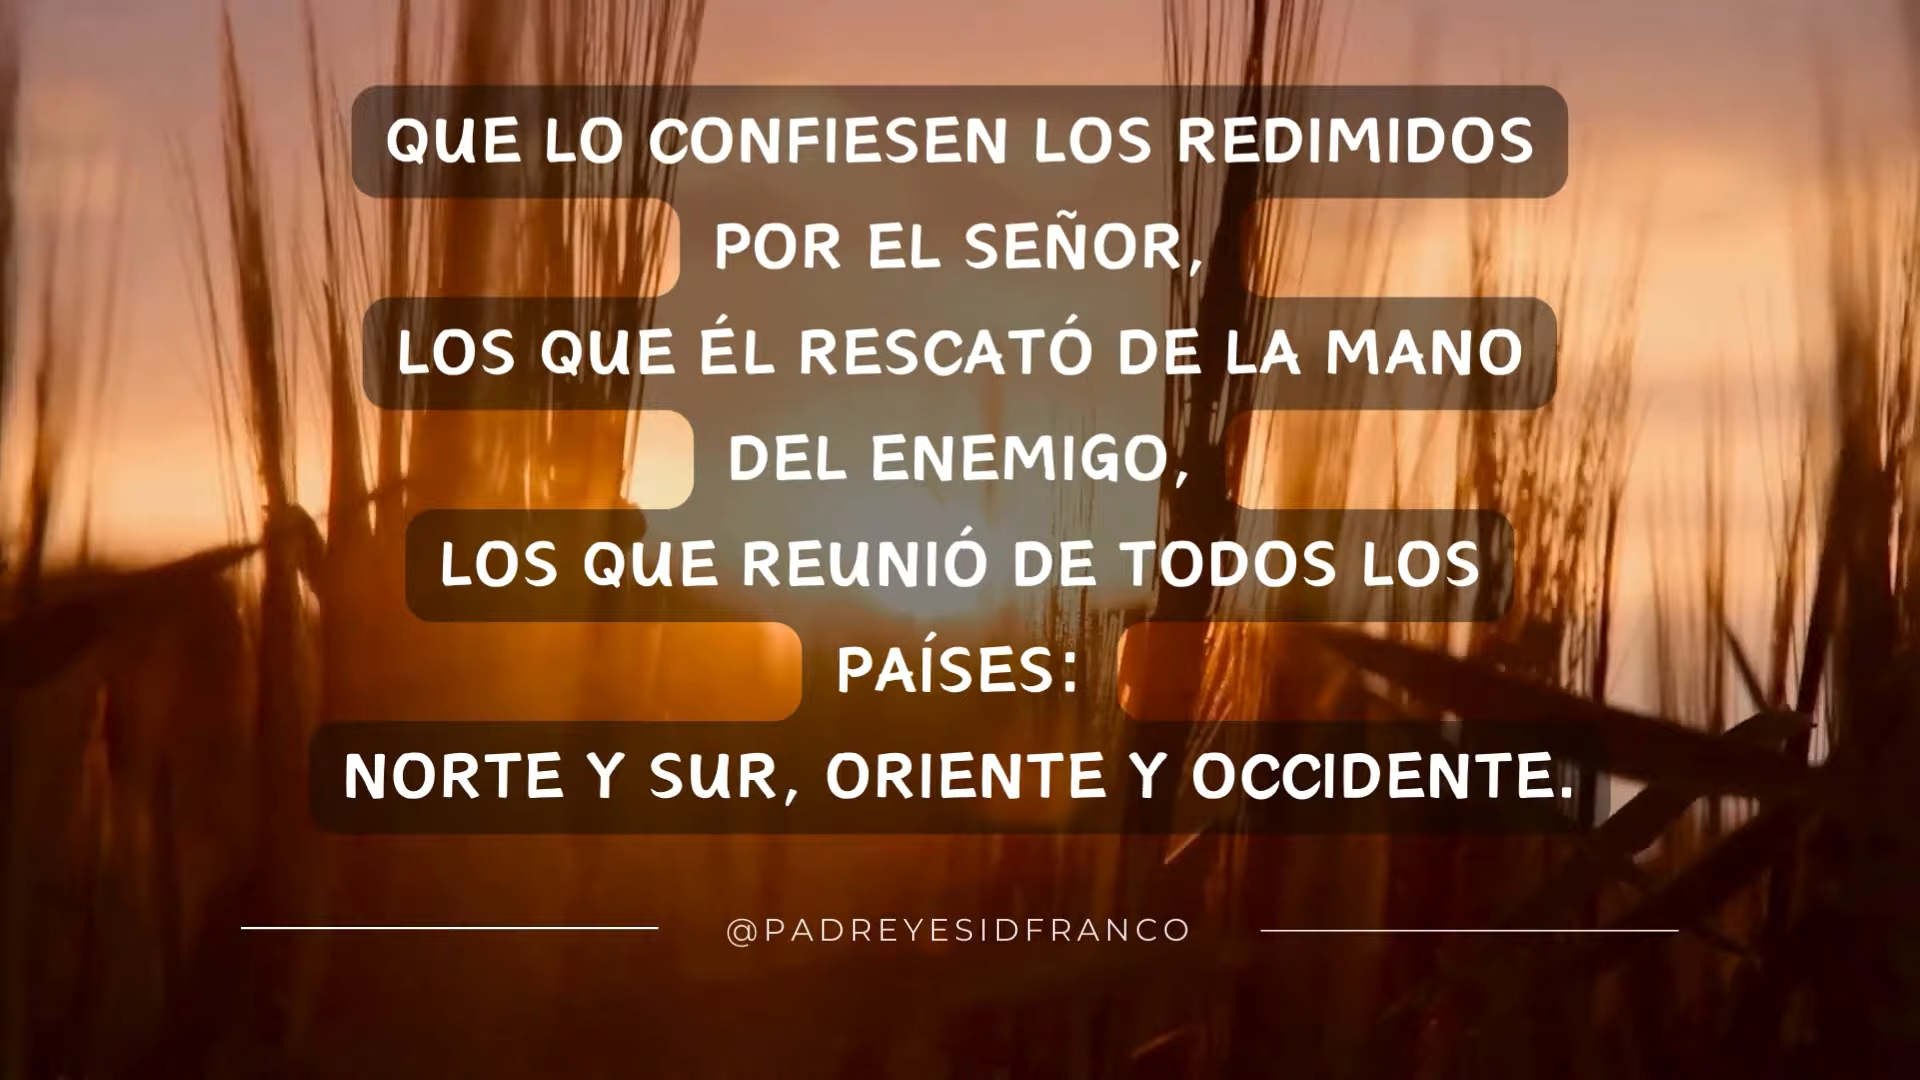 QUE LO CONFIESEN LOS REDIMIDOS
POR EL SEÑOR,
LOS QUE ÉL RESCATÓ DE LA MANO
DEL ENEMIGO,
LOS QUE REUNIÓ DE TODOS LOS
PAÍSES:
NORTE Y SUR, ORIENTE Y OCCIDENTE.
@PADREYESIDFRANCO